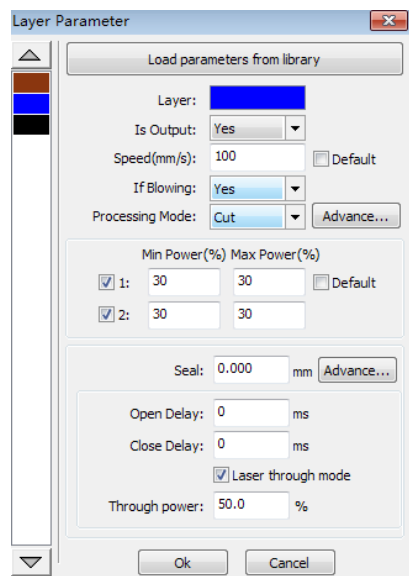 Layer Parameter
Load parameters from library
Layer:
Is Output: Yes
Speed(mm/s): 100 Default
If Blowing: Yes
Processing Mode: Cut Advance...
Min Power(%) Max Power(%)
1: 30 30 Default
2: 30 30
Seal: 0.000 mm Advance...
Open Delay: 0 ms
Close Delay: 0 ms
Laser through mode
Through power: 50.0 %
Ok Cancel